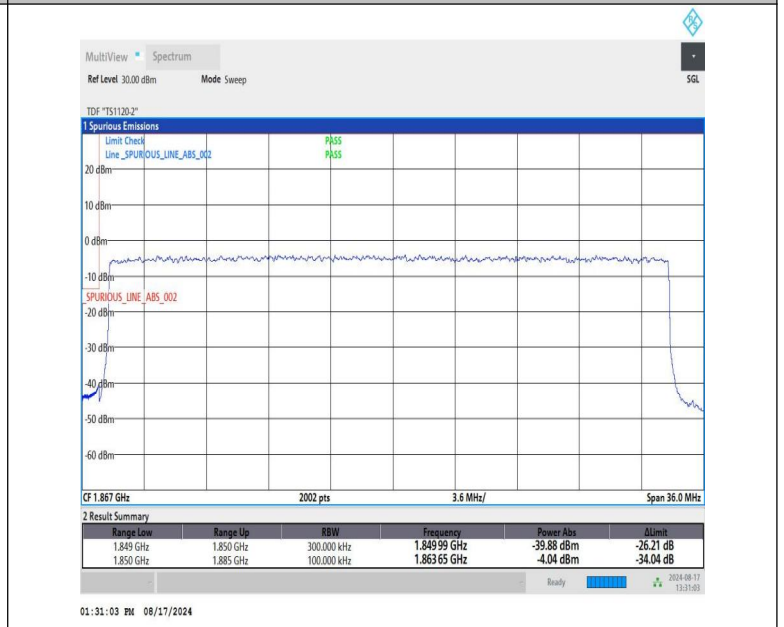 R&S
MultiView Spectrum
Ref Level 30.00 dBm Mode Sweep SGL
TDF "TS1120-2"
1 Spurious Emissions
Limit Check PASS
Line _SPURIOUS_LINE_ABS_002 PASS
20 dBm
10 dBm
0 dBm
-10 dBm
_SPURIOUS_LINE_ABS_002
-20 dBm
-30 dBm
-40 dBm
-50 dBm
-60 dBm
CF 1.867 GHz 2002 pts 3.6 MHz/ Span 36.0 MHz
2 Result Summary
Range Low Range Up RBW Frequency Power Abs ΔLimit
1.849 GHz 1.850 GHz 300.000 kHz 1.849 99 GHz -39.88 dBm -26.21 dB
1.850 GHz 1.885 GHz 100.000 kHz 1.863 65 GHz -4.04 dBm -34.04 dB
Ready 2024-08-17
13:31:03
01:31:03 PM 08/17/2024